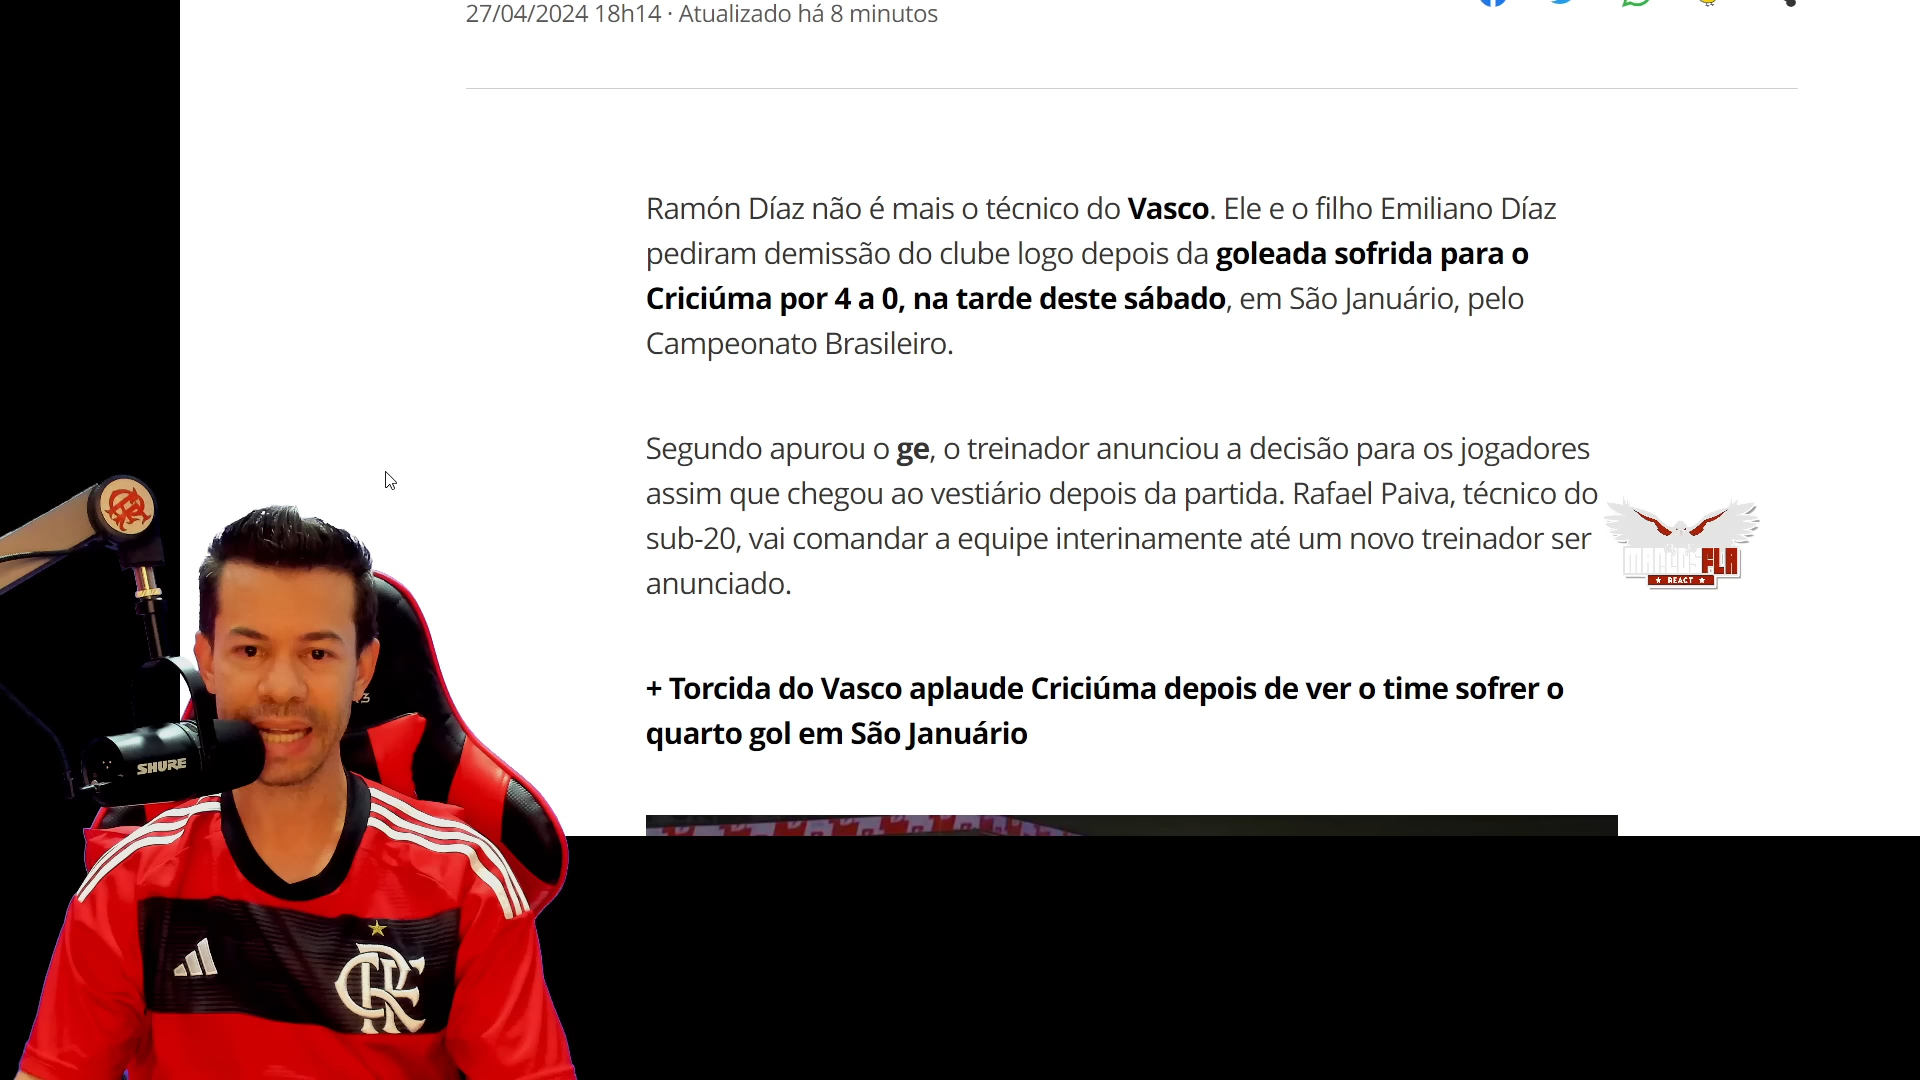 27/04/2024 18h14 · Atualizado há 8 minutos
Ramón Díaz não é mais o técnico do Vasco. Ele e o filho Emiliano Díaz
pediram demissão do clube logo depois da goleada sofrida para o
Criciúma por 4 a 0, na tarde deste sábado, em São Januário, pelo
Campeonato Brasileiro.
Segundo apurou o ge, o treinador anunciou a decisão para os jogadores
assim que chegou ao vestiário depois da partida. Rafael Paiva, técnico do
sub-20, vai comandar a equipe interinamente até um novo treinador ser
anunciado.
+ Torcida do Vasco aplaude Criciúma depois de ver o time sofrer o
quarto gol em São Januário
MARCUSFLA
REACT
SHURE
CRF